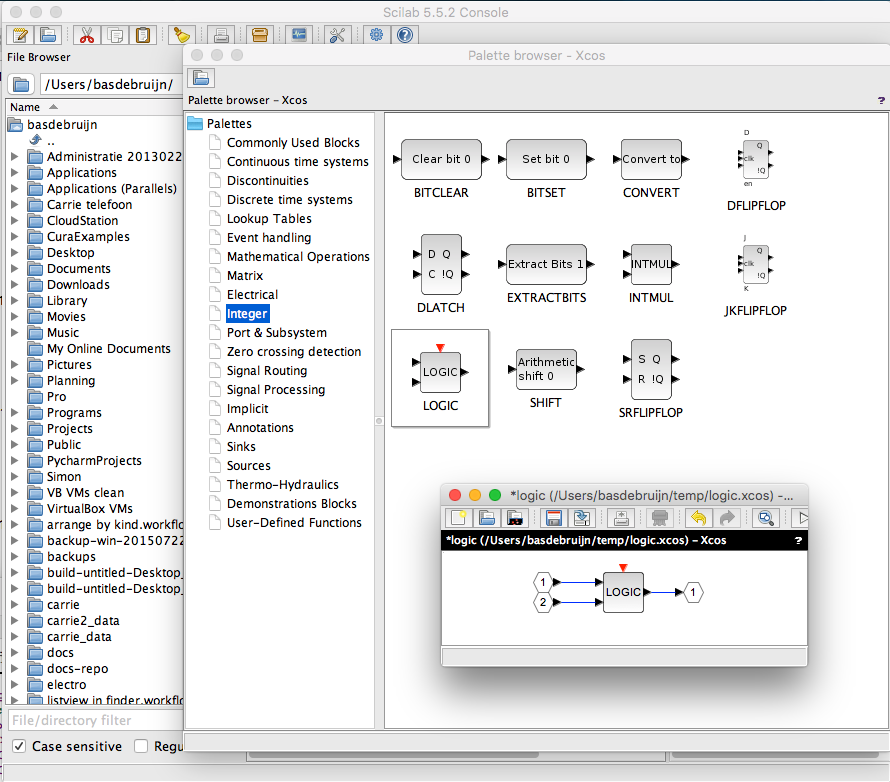 Scilab 5.5.2 Console
File Browser
/Users/basdebruijn/
Name
basdebruijn
..
Administratie 2013022
Applications
Applications (Parallels)
Carrie telefoon
CloudStation
CuraExamples
Desktop
Documents
Downloads
Library
Movies
Music
My Online Documents
Pictures
Planning
Pro
Programs
Projects
Public
PycharmProjects
Simon
VB VMs clean
VirtualBox VMs
arrange by kind.workflo
backup-win-20150722
backups
build-untitled-Desktop_
build-untitled-Desktop_
carrie
carrie2_data
carrie_data
docs
docs-repo
electro
listview in finder.workflo
File/directory filter
Case sensitive
Regu
Palette browser - Xcos
Palette browser - Xcos
?
Palettes
Commonly Used Blocks
Continuous time systems
Discontinuities
Discrete time systems
Lookup Tables
Event handling
Mathematical Operations
Matrix
Electrical
Integer
Port & Subsystem
Zero crossing detection
Signal Routing
Signal Processing
Implicit
Annotations
Sinks
Sources
Thermo-Hydraulics
Demonstrations Blocks
User-Defined Functions
Clear bit 0
BITCLEAR
Set bit 0
BITSET
Convert to
CONVERT
D
Q
clk
!Q
en
DFLIPFLOP
D Q
C !Q
DLATCH
Extract Bits 1
EXTRACTBITS
INTMUL
INTMUL
J
Q
clk
!Q
K
JKFLIPFLOP
LOGIC
LOGIC
Arithmetic
shift 0
SHIFT
S Q
R !Q
SRFLIPFLOP
*logic (/Users/basdebruijn/temp/logic.xcos) -...
*logic (/Users/basdebruijn/temp/logic.xcos) - Xcos
?
1
2
LOGIC
1